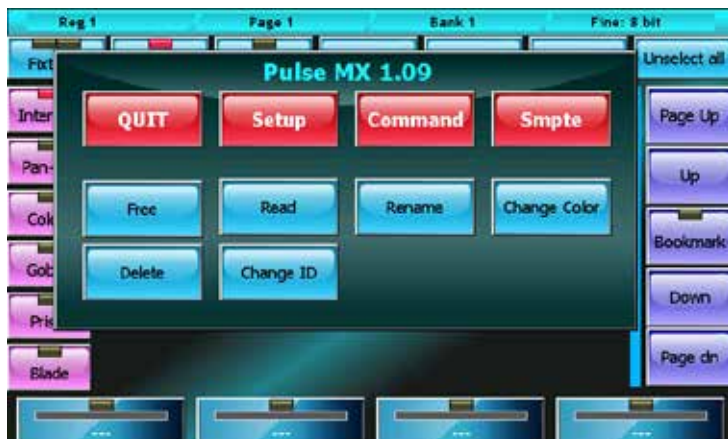 Reg 1 Page 1 Bank 1 Fine: 8 bit
Unselect all
Pulse MX 1.09
QUIT Setup Command Smpte
Page Up
Up
Free Read Rename Change Color
Bookmark
Delete Change ID
Down
Blade
Page dn
--- --- --- ---